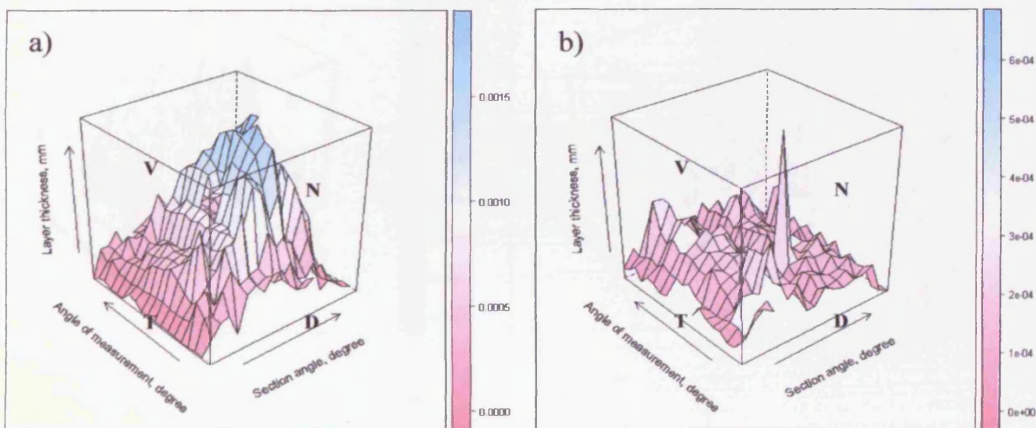 a)
V
N
T
D
Layer thickness, mm
Angle of measurement, degree
Section angle, degree
0.0015
0.0010
0.0005
0.0000
b)
V
N
T
D
Layer thickness, mm
Angle of measurement, degree
Section angle, degree
6e-04
5e-04
4e-04
3e-04
2e-04
1e-04
0e+00